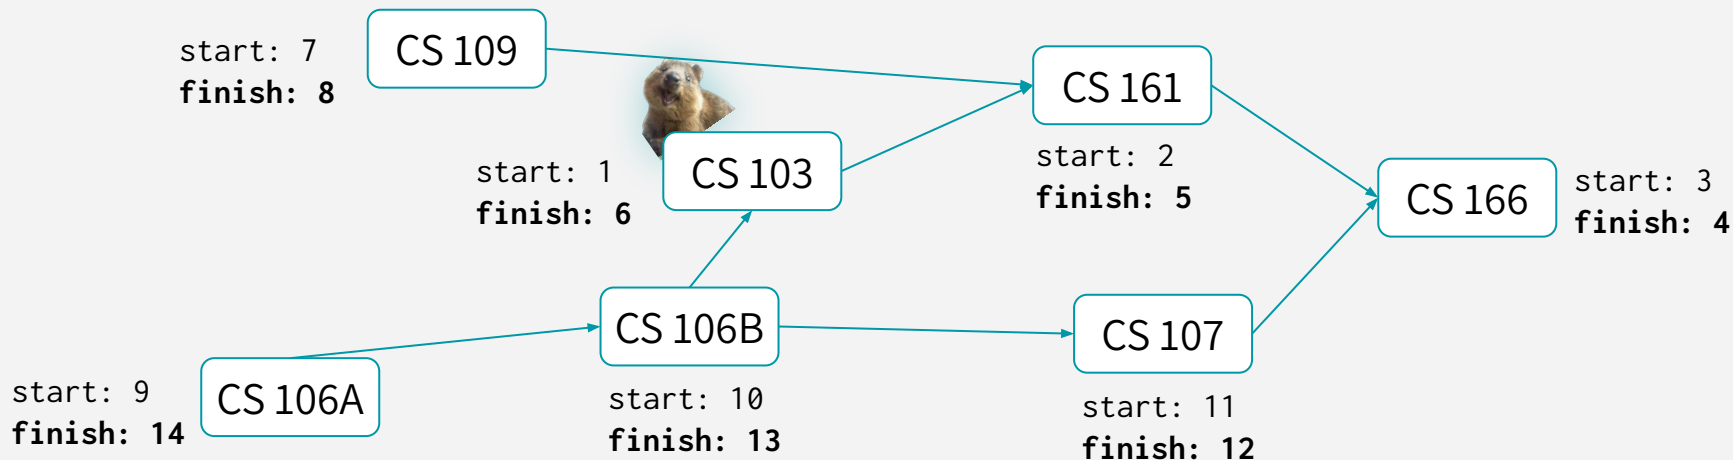 start: 7
finish: 8
CS 109
CS 161
start: 2
finish: 5
start: 1
finish: 6
CS 103
CS 166
start: 3
finish: 4
CS 106B
start: 10
finish: 13
CS 107
start: 11
finish: 12
start: 9
finish: 14
CS 106A